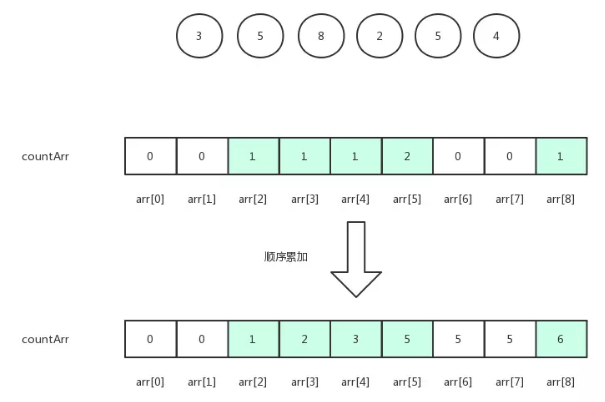 3 5 8 2 5 4
countArr 0 0 1 1 1 2 0 0 1
arr[0] arr[1] arr[2] arr[3] arr[4] arr[5] arr[6] arr[7] arr[8]
顺序累加
countArr 0 0 1 2 3 5 5 5 6
arr[0] arr[1] arr[2] arr[3] arr[4] arr[5] arr[6] arr[7] arr[8]